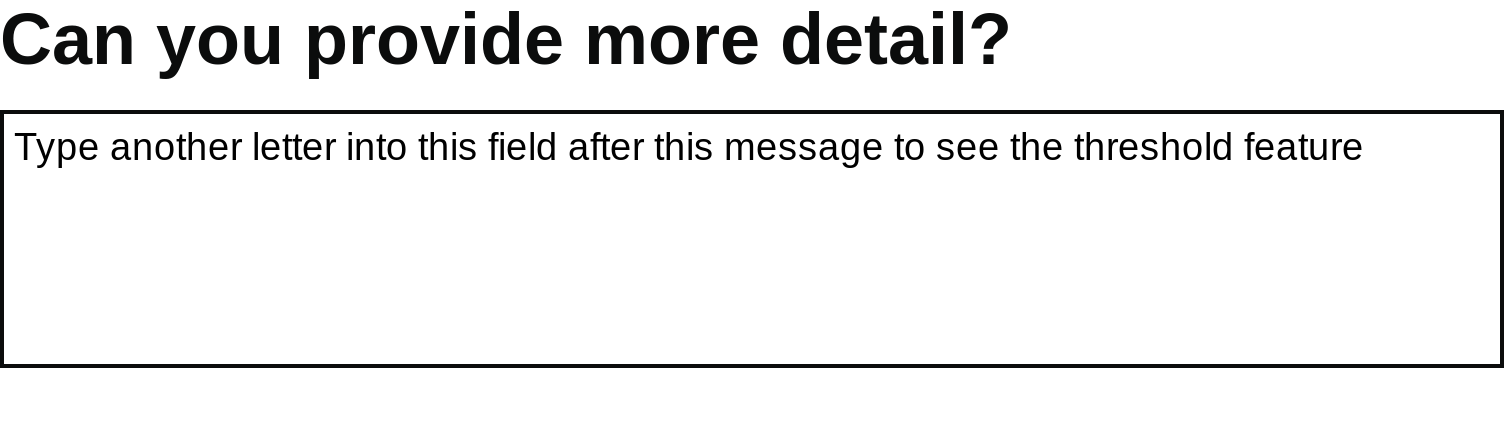 Can you provide more detail?
Type another letter into this field after this message to see the threshold feature